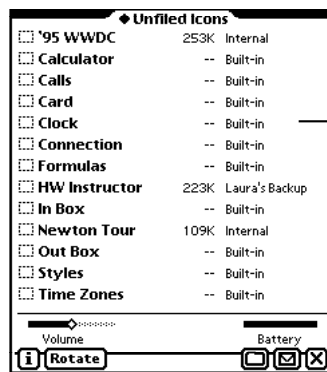 ◆Unfiled Icons
'95 WWDC 253K Internal
Calculator -- Built-in
Calls -- Built-in
Card -- Built-in
Clock -- Built-in
Connection -- Built-in
Formulas -- Built-in
HW Instructor 223K Laura's Backup
In Box -- Built-in
Newton Tour 109K Internal
Out Box -- Built-in
Styles -- Built-in
Time Zones -- Built-in
Volume Battery
i Rotate X